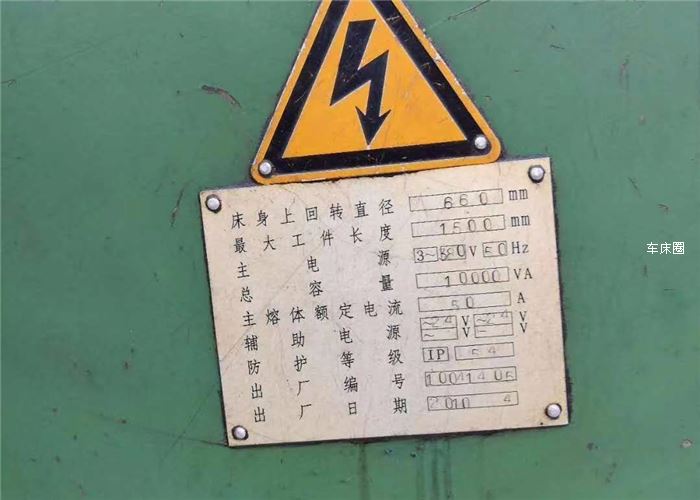 床身上回转直径 660 mm
最大工件长度 1500 mm
主电源 3~380V 50Hz
总容量 10000 VA
主熔体额定电流 50 A
辅助电源 ~24 V ~24 V
~ V = V
防护等级 IP 54
出厂编号 10041405
出厂日期 2010 4
车床圈